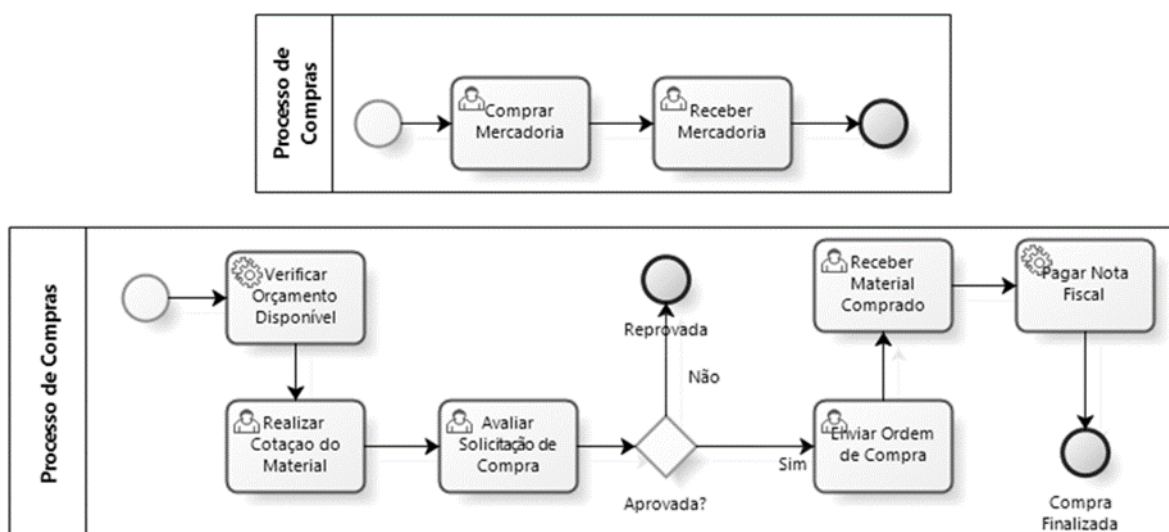 Processo de
Compras
Comprar
Mercadoria
Receber
Mercadoria
Processo de Compras
Verificar
Orçamento
Disponível
Realizar
Cotaçao do
Material
Avaliar
Solicitação de
Compra
Aprovada?
Não
Reprovada
Sim
Enviar Ordem
de Compra
Receber
Material
Comprado
Pagar Nota
Fiscal
Compra
Finalizada